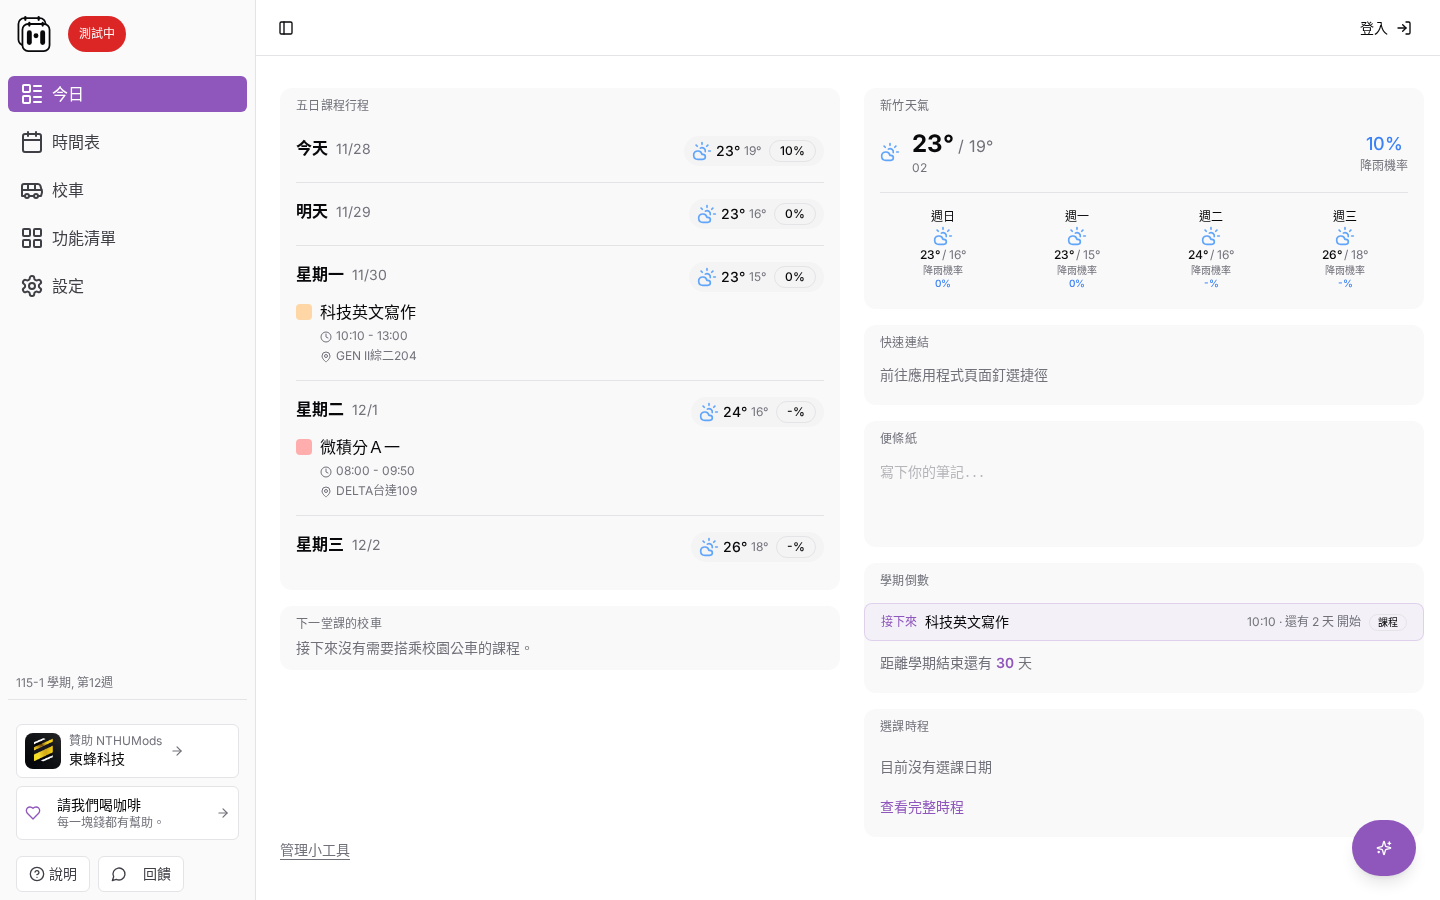 測試中
今日
時間表
校車
功能清單
設定
115-1 學期, 第12週
贊助 NTHUMods
東蜂科技
請我們喝咖啡
每一塊錢都有幫助。
說明
回饋
登入
五日課程行程
今天 11/28
23° 19° 10%
明天 11/29
23° 16° 0%
星期一 11/30
23° 15° 0%
科技英文寫作
10:10 - 13:00
GEN II綜二204
星期二 12/1
24° 16° -%
微積分Ａ一
08:00 - 09:50
DELTA台達109
星期三 12/2
26° 18° -%
下一堂課的校車
接下來沒有需要搭乘校園公車的課程。
管理小工具
新竹天氣
23° / 19°
02
10%
降雨機率
週日
23° / 16°
降雨機率
0%
週一
23° / 15°
降雨機率
0%
週二
24° / 16°
降雨機率
-%
週三
26° / 18°
降雨機率
-%
快速連結
前往應用程式頁面釘選捷徑
便條紙
寫下你的筆記...
學期倒數
接下來 科技英文寫作 10:10 · 還有 2 天 開始 課程
距離學期結束還有 30 天
選課時程
目前沒有選課日期
查看完整時程